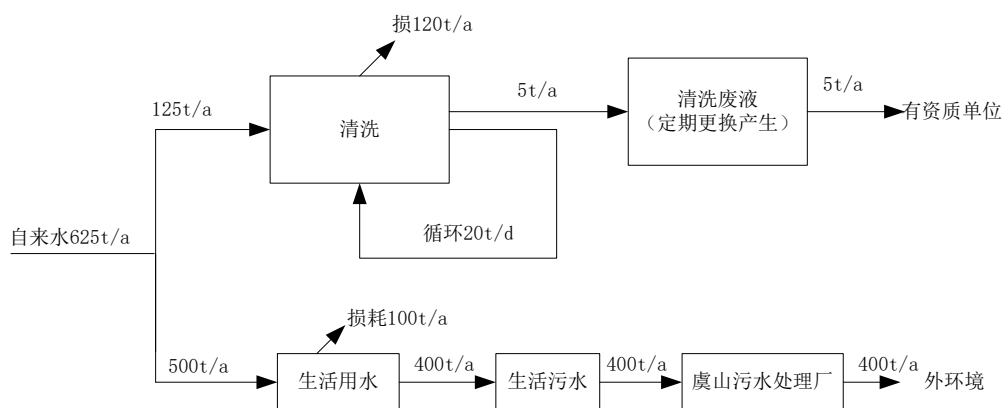 损120t/a
125t/a
清洗
5t/a
清洗废液
（定期更换产生）
5t/a
有资质单位
循环20t/d
自来水625t/a
损耗100t/a
500t/a
生活用水
400t/a
生活污水
400t/a
虞山污水处理厂
400t/a
外环境